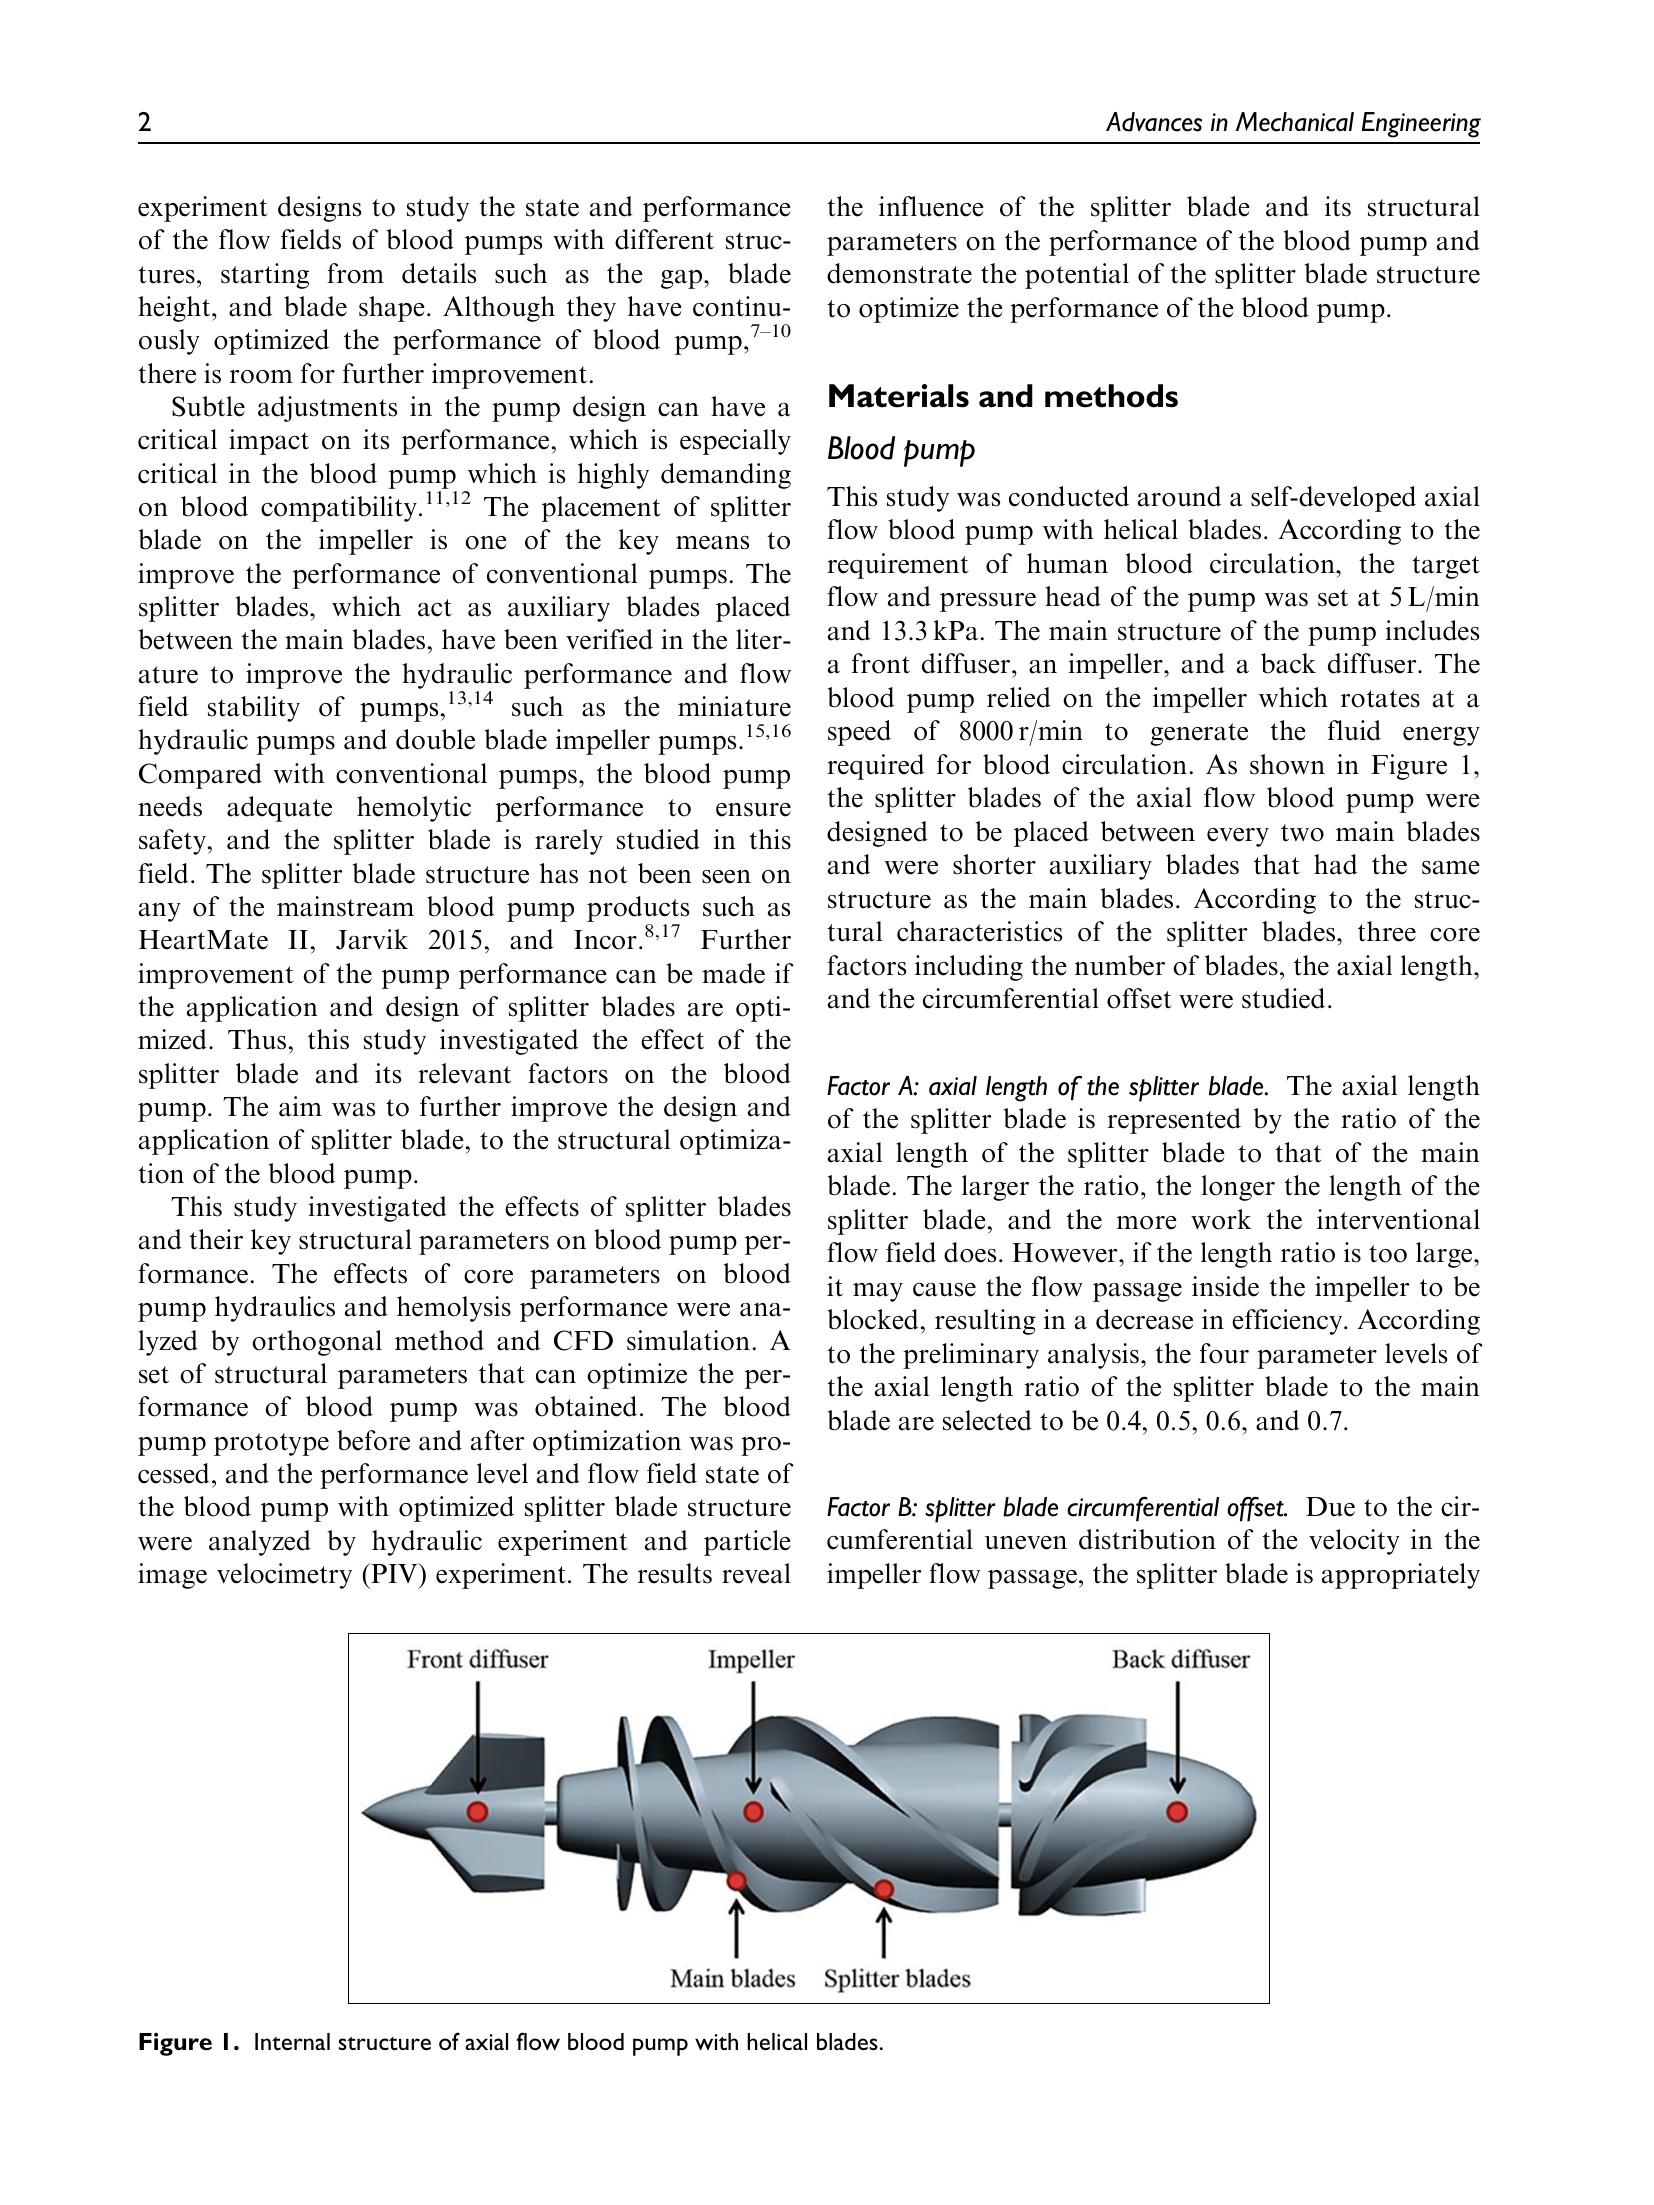 2
Advances in Mechanical Engineering
experiment designs to study the state and performance
of the flow fields of blood pumps with different struc-
tures, starting from details such as the gap, blade
height, and blade shape. Although they have continu-
ously optimized the performance of blood pump,7–10
there is room for further improvement.
Subtle adjustments in the pump design can have a
critical impact on its performance, which is especially
critical in the blood pump which is highly demanding
on blood compatibility.11,12 The placement of splitter
blade on the impeller is one of the key means to
improve the performance of conventional pumps. The
splitter blades, which act as auxiliary blades placed
between the main blades, have been verified in the liter-
ature to improve the hydraulic performance and flow
field stability of pumps,13,14 such as the miniature
hydraulic pumps and double blade impeller pumps.15,16
Compared with conventional pumps, the blood pump
needs adequate hemolytic performance to ensure
safety, and the splitter blade is rarely studied in this
field. The splitter blade structure has not been seen on
any of the mainstream blood pump products such as
HeartMate II, Jarvik 2015, and Incor.8,17 Further
improvement of the pump performance can be made if
the application and design of splitter blades are opti-
mized. Thus, this study investigated the effect of the
splitter blade and its relevant factors on the blood
pump. The aim was to further improve the design and
application of splitter blade, to the structural optimiza-
tion of the blood pump.
This study investigated the effects of splitter blades
and their key structural parameters on blood pump per-
formance. The effects of core parameters on blood
pump hydraulics and hemolysis performance were ana-
lyzed by orthogonal method and CFD simulation. A
set of structural parameters that can optimize the per-
formance of blood pump was obtained. The blood
pump prototype before and after optimization was pro-
cessed, and the performance level and flow field state of
the blood pump with optimized splitter blade structure
were analyzed by hydraulic experiment and particle
image velocimetry (PIV) experiment. The results reveal
the influence of the splitter blade and its structural
parameters on the performance of the blood pump and
demonstrate the potential of the splitter blade structure
to optimize the performance of the blood pump.
Materials and methods
Blood pump
This study was conducted around a self-developed axial
flow blood pump with helical blades. According to the
requirement of human blood circulation, the target
flow and pressure head of the pump was set at 5 L/min
and 13.3 kPa. The main structure of the pump includes
a front diffuser, an impeller, and a back diffuser. The
blood pump relied on the impeller which rotates at a
speed of 8000 r/min to generate the fluid energy
required for blood circulation. As shown in Figure 1,
the splitter blades of the axial flow blood pump were
designed to be placed between every two main blades
and were shorter auxiliary blades that had the same
structure as the main blades. According to the struc-
tural characteristics of the splitter blades, three core
factors including the number of blades, the axial length,
and the circumferential offset were studied.
Factor A: axial length of the splitter blade. The axial length
of the splitter blade is represented by the ratio of the
axial length of the splitter blade to that of the main
blade. The larger the ratio, the longer the length of the
splitter blade, and the more work the interventional
flow field does. However, if the length ratio is too large,
it may cause the flow passage inside the impeller to be
blocked, resulting in a decrease in efficiency. According
to the preliminary analysis, the four parameter levels of
the axial length ratio of the splitter blade to the main
blade are selected to be 0.4, 0.5, 0.6, and 0.7.
Factor B: splitter blade circumferential offset. Due to the cir-
cumferential uneven distribution of the velocity in the
impeller flow passage, the splitter blade is appropriately
Front diffuser
Impeller
Back diffuser
Main blades
Splitter blades
Figure 1. Internal structure of axial flow blood pump with helical blades.